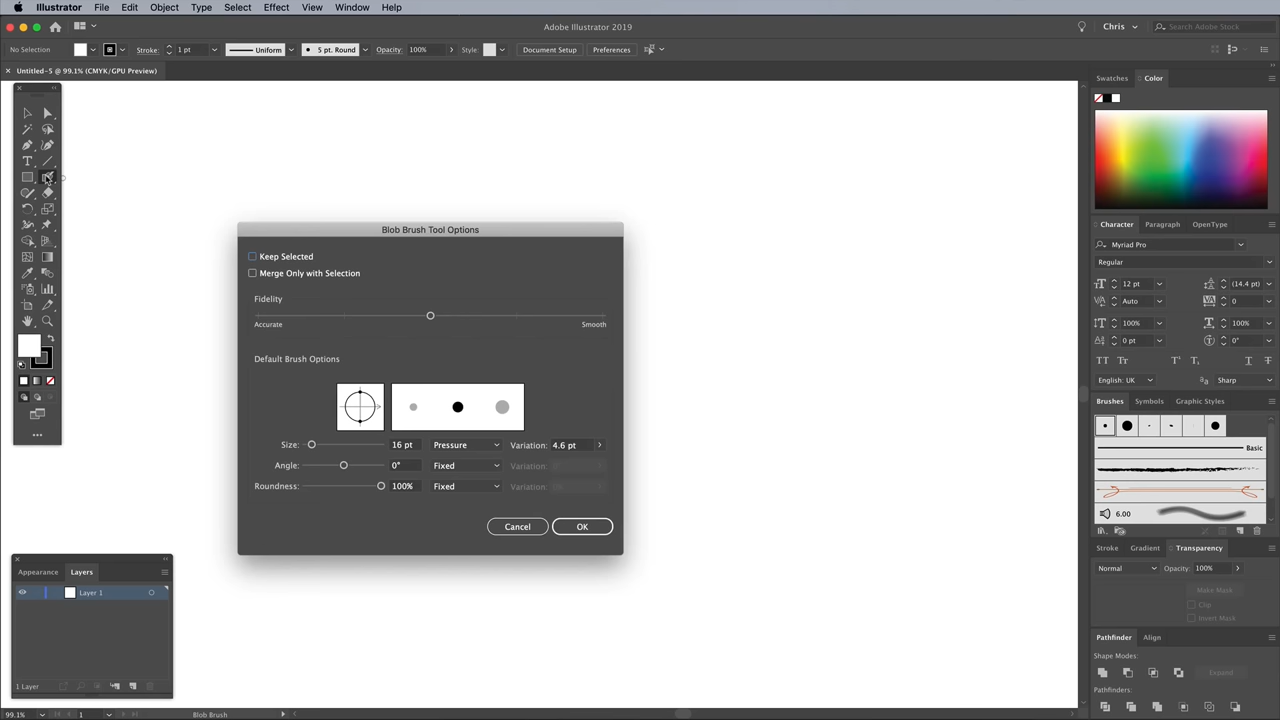 Illustrator File Edit Object Type Select Effect View Window Help
Adobe Illustrator 2019
Chris
Search Adobe Stock
No Selection
Stroke: 1 pt
Uniform
5 pt. Round
Opacity: 100%
Style
Document Setup
Preferences
Untitled-5 @ 99.1% (CMYK/GPU Preview)
Blob Brush Tool Options
Keep Selected
Merge Only with Selection
Fidelity
Accurate Smooth
Default Brush Options
Size: 16 pt Pressure Variation: 4.6 pt
Angle: 0° Fixed Variation:
Roundness: 100% Fixed Variation:
Cancel OK
Appearance Layers
Layer 1
1 Layer
99.1% 1 Blob Brush
Swatches Color
Character Paragraph OpenType
Myriad Pro
Regular
12 pt (14.4 pt)
Auto 0
100% 100%
0 pt 0°
English: UK Sharp
Brushes Symbols Graphic Styles
Basic
6.00
Stroke Gradient Transparency
Normal Opacity: 100%
Make Mask
Clip
Invert Mask
Pathfinder Align
Shape Modes:
Expand
Pathfinders: